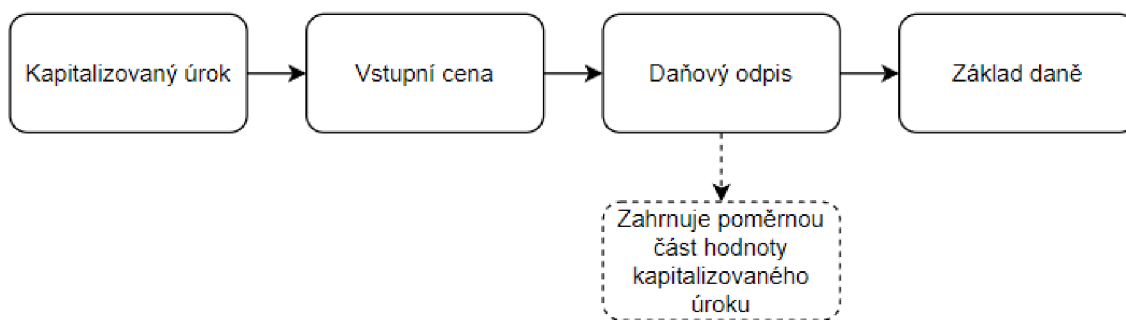 Kapitalizovaný úrok
Vstupní cena
Daňový odpis
Základ daně
Zahrnuje poměrnou
část hodnoty
kapitalizovaného
úroku